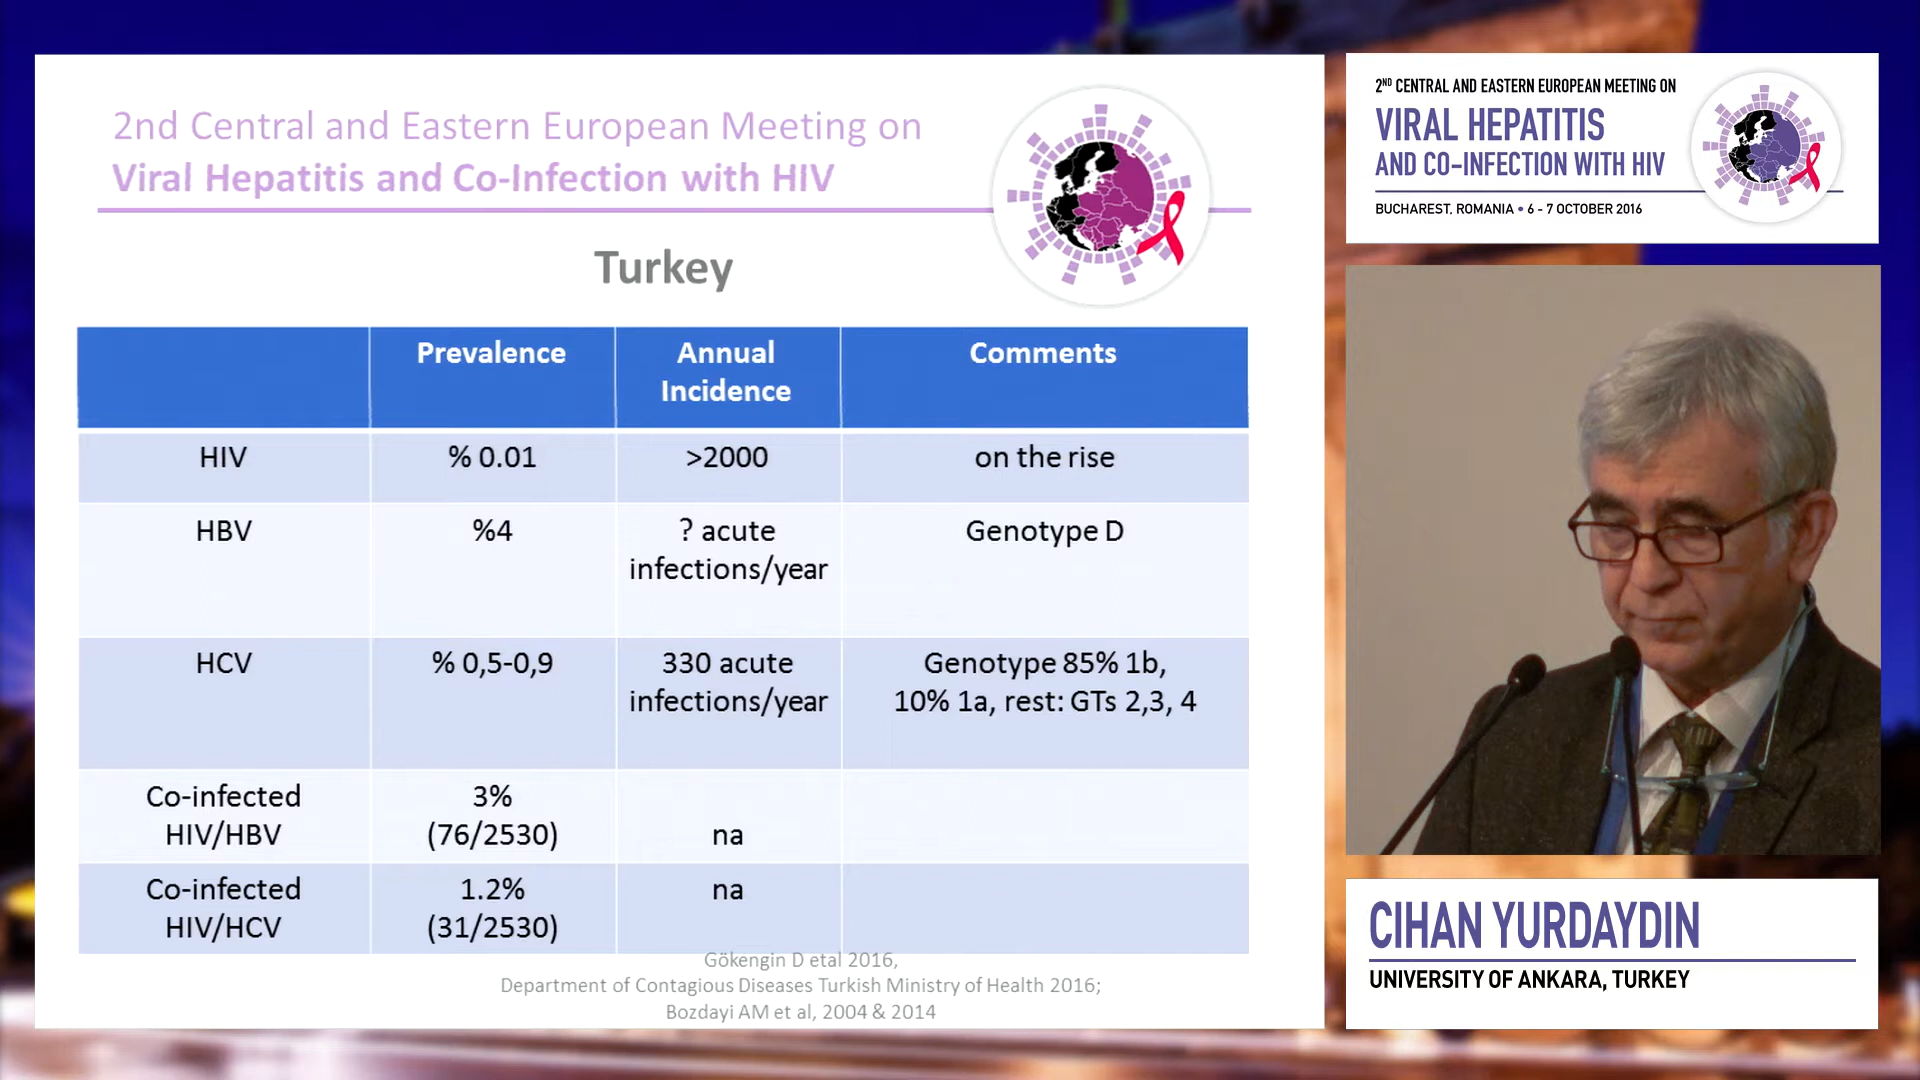 2nd Central and Eastern European Meeting on
Viral Hepatitis and Co-Infection with HIV
Turkey
Prevalence
Annual
Incidence
Comments
HIV
% 0.01
>2000
on the rise
HBV
%4
? acute
infections/year
Genotype D
HCV
% 0,5-0,9
330 acute
infections/year
Genotype 85% 1b,
10% 1a, rest: GTs 2,3, 4
Co-infected
HIV/HBV
3%
(76/2530)
na
Co-infected
HIV/HCV
1.2%
(31/2530)
na
Gökengin D etal 2016,
Department of Contagious Diseases Turkish Ministry of Health 2016;
Bozdayi AM et al, 2004 & 2014
2ND CENTRAL AND EASTERN EUROPEAN MEETING ON
VIRAL HEPATITIS
AND CO-INFECTION WITH HIV
BUCHAREST, ROMANIA • 6 - 7 OCTOBER 2016
CIHAN YURDAYDIN
UNIVERSITY OF ANKARA, TURKEY